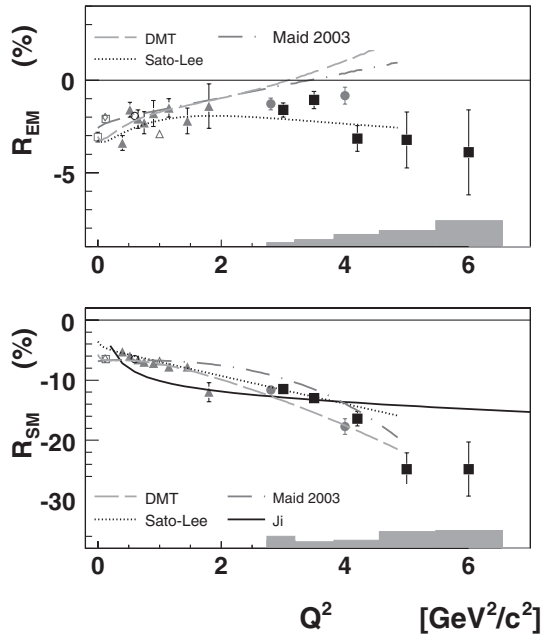 R_EM (%)
DMT
Maid 2003
Sato-Lee
0
-5
0 2 4 6
R_SM (%)
0
-10
-20
-30
DMT
Maid 2003
Sato-Lee
Ji
0 2 4 6
Q² [GeV²/c²]